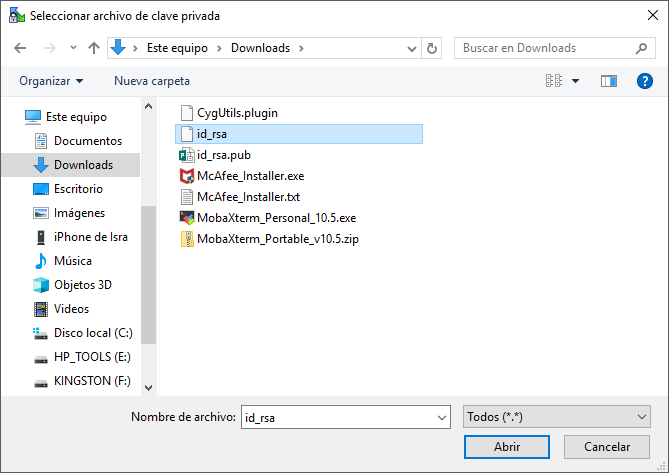 Seleccionar archivo de clave privada
Este equipo > Downloads >
Buscar en Downloads
Organizar
Nueva carpeta
Este equipo
Documentos
Downloads
Escritorio
Imágenes
iPhone de Isra
Música
Objetos 3D
Videos
Disco local (C:)
HP_TOOLS (E:)
KINGSTON (F:)
CygUtils.plugin
id_rsa
id_rsa.pub
McAfee_Installer.exe
McAfee_Installer.txt
MobaXterm_Personal_10.5.exe
MobaXterm_Portable_v10.5.zip
Nombre de archivo: id_rsa
Todos (*.*)
Abrir
Cancelar